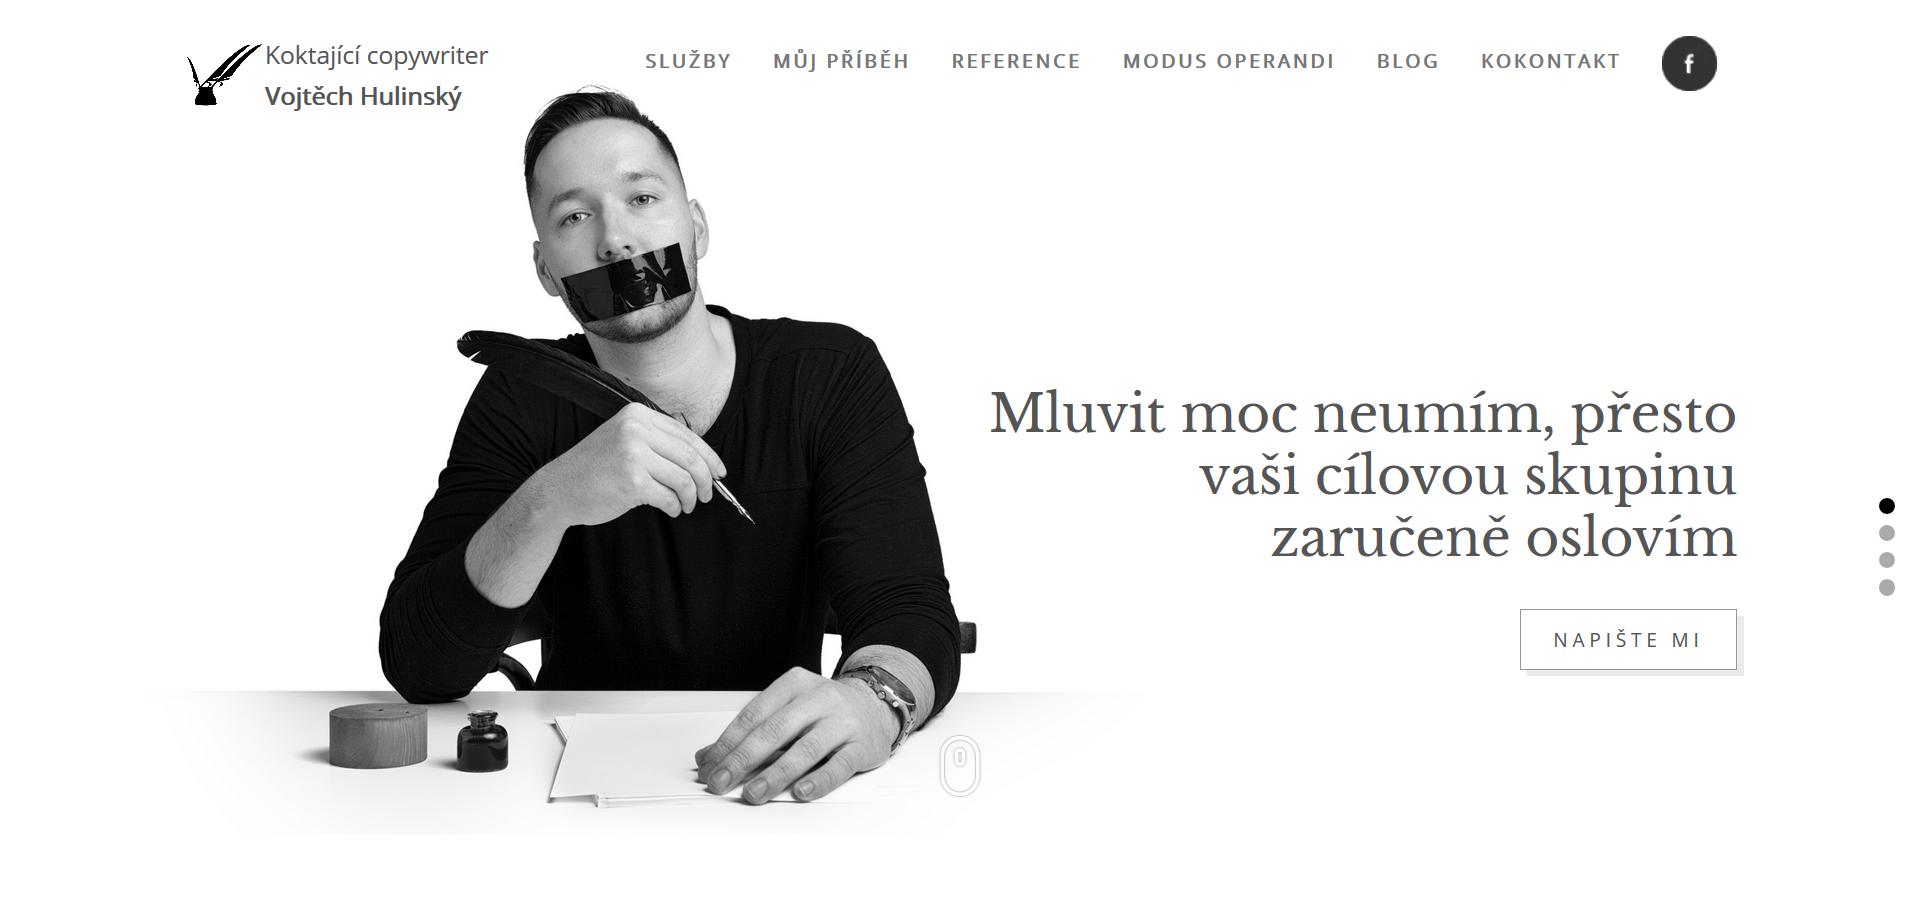 Koktající copywriter
Vojtěch Hulinský
SLUŽBY MŮJ PŘÍBĚH REFERENCE MODUS OPERANDI BLOG KOKONTAKT f
Mluvit moc neumím, přesto
vaši cílovou skupinu
zaručeně oslovím
NAPIŠTE MI